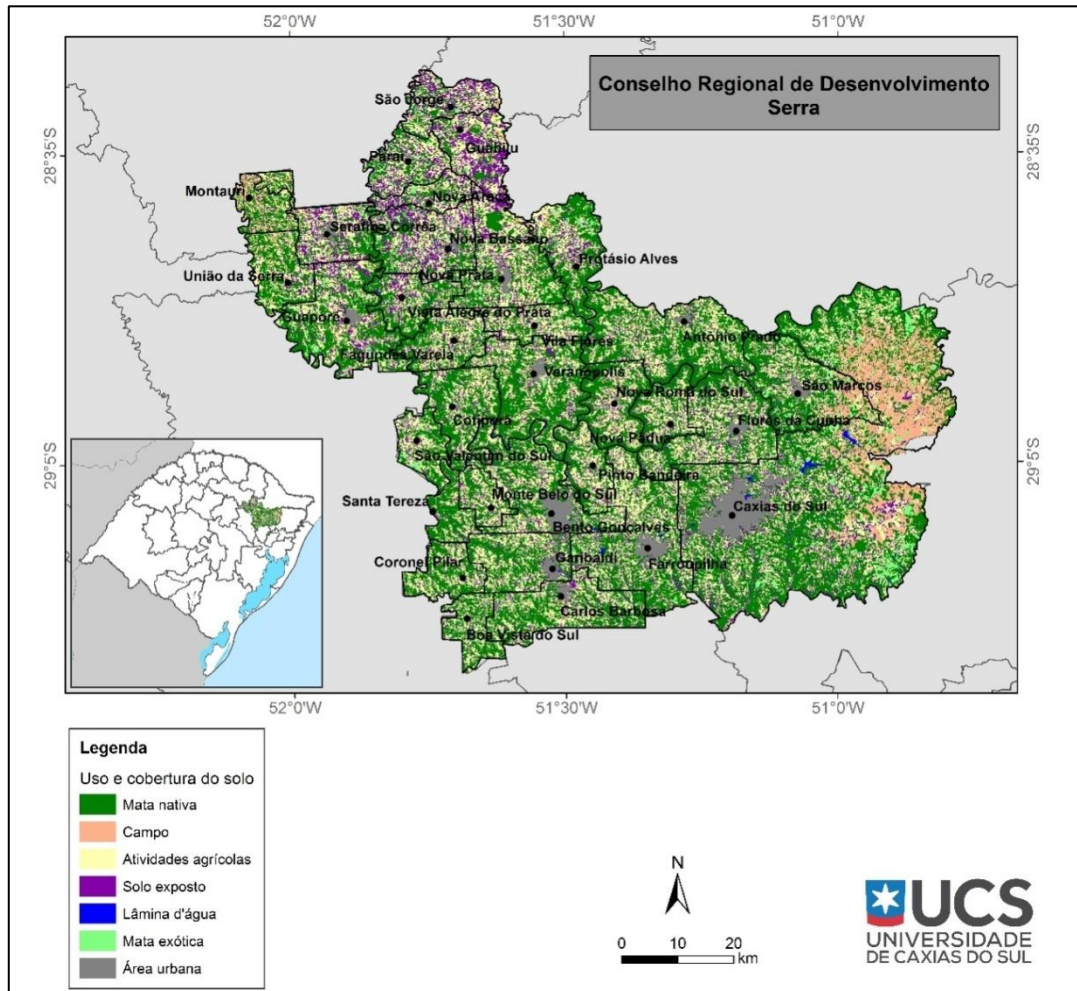 52°0'W
51°30'W
51°0'W
Conselho Regional de Desenvolvimento
Serra
28°35'S
28°35'S
São Jorge
Guabiju
Paraí
Montauri
Nova Araçá
Serafina Corrêa
Nova Bassano
Protásio Alves
União da Serra
Nova Prata
Guaporé
Vista Alegre do Prata
Antônio Prado
Fagundes Varela
Vila Flores
Veranópolis
São Marcos
Nova Roma do Sul
Cotiporã
Flores da Cunha
Nova Pádua
29°5'S
29°5'S
São Valentim do Sul
Pinto Bandeira
Santa Tereza
Monte Belo do Sul
Caxias do Sul
Bento Gonçalves
Coronel Pilar
Garibaldi
Farroupilha
Carlos Barbosa
Boa Vista do Sul
52°0'W
51°30'W
51°0'W
Legenda
Uso e cobertura do solo
Mata nativa
Campo
Atividades agrícolas
Solo exposto
Lâmina d'água
Mata exótica
Área urbana
N
0 10 20
km
UCS
UNIVERSIDADE
DE CAXIAS DO SUL